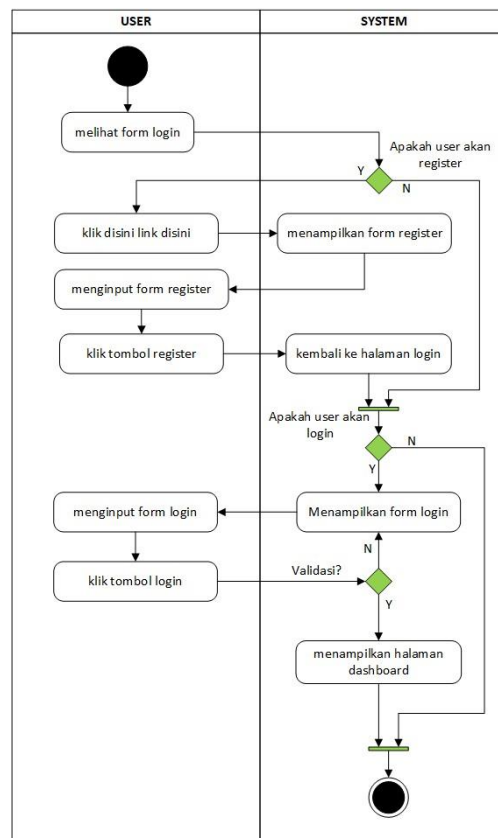 USER
SYSTEM
melihat form login
Apakah user akan
register
Y
N
klik disini link disini
menampilkan form register
menginput form register
klik tombol register
kembali ke halaman login
Apakah user akan
login
N
Y
menginput form login
Menampilkan form login
N
klik tombol login
Validasi?
Y
menampilkan halaman
dashboard